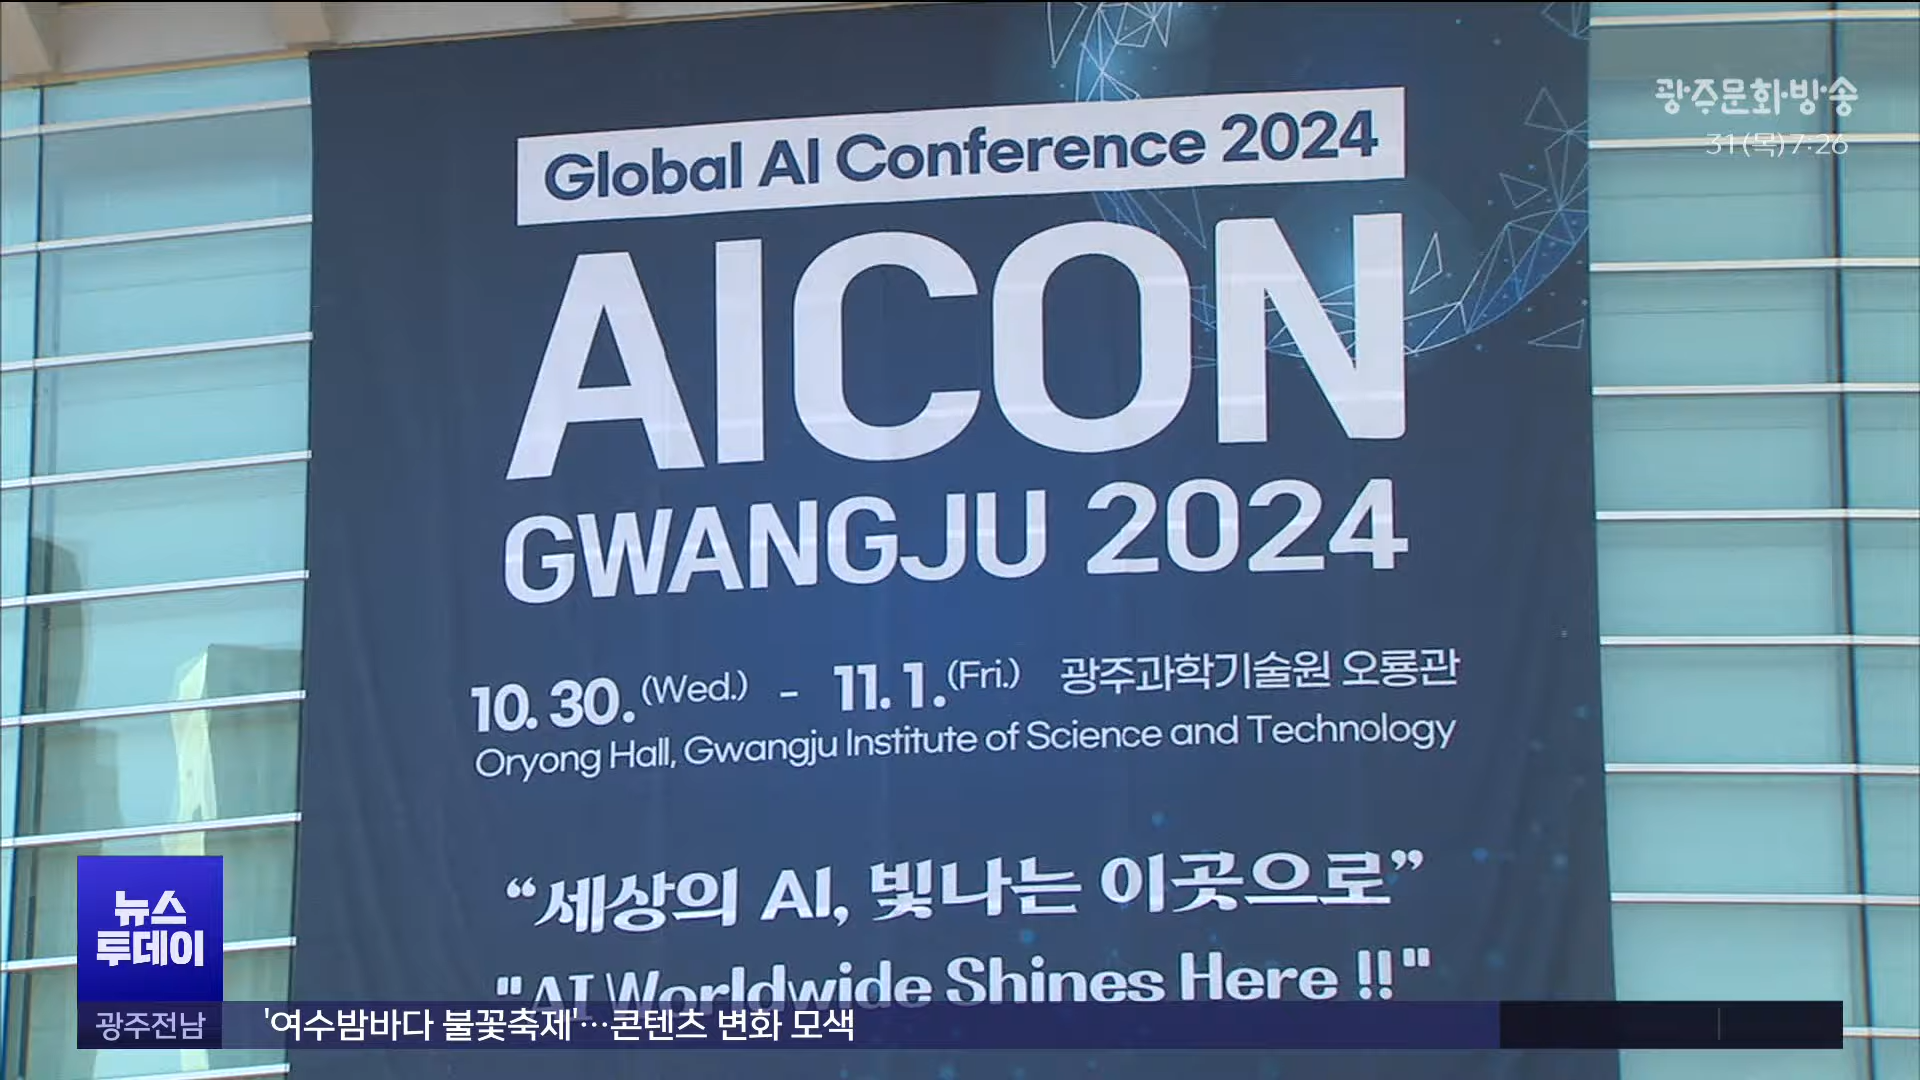 광주문화방송
31(목) 7:26
Global AI Conference 2024
AICON
GWANGJU 2024
10. 30. (Wed.) - 11. 1. (Fri.) 광주과학기술원 오룡관
Oryong Hall, Gwangju Institute of Science and Technology
“세상의 AI, 빛나는 이곳으로”
"AI Worldwide Shines Here !!"
뉴스
투데이
광주전남 '여수밤바다 불꽃축제'…콘텐츠 변화 모색